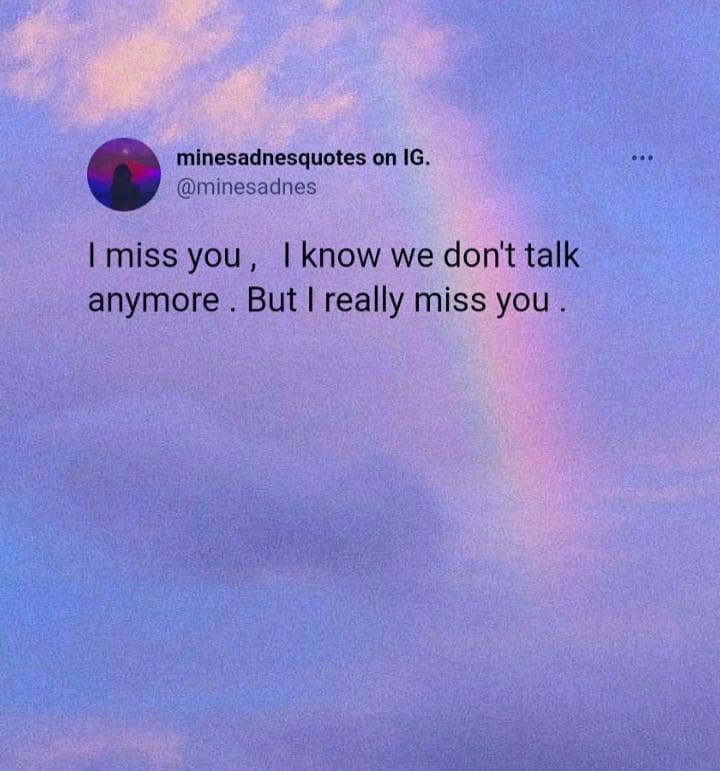 minesadnesquotes on IG.
@minesadnes
I miss you ,  I know we don't talk
anymore . But I really miss you .